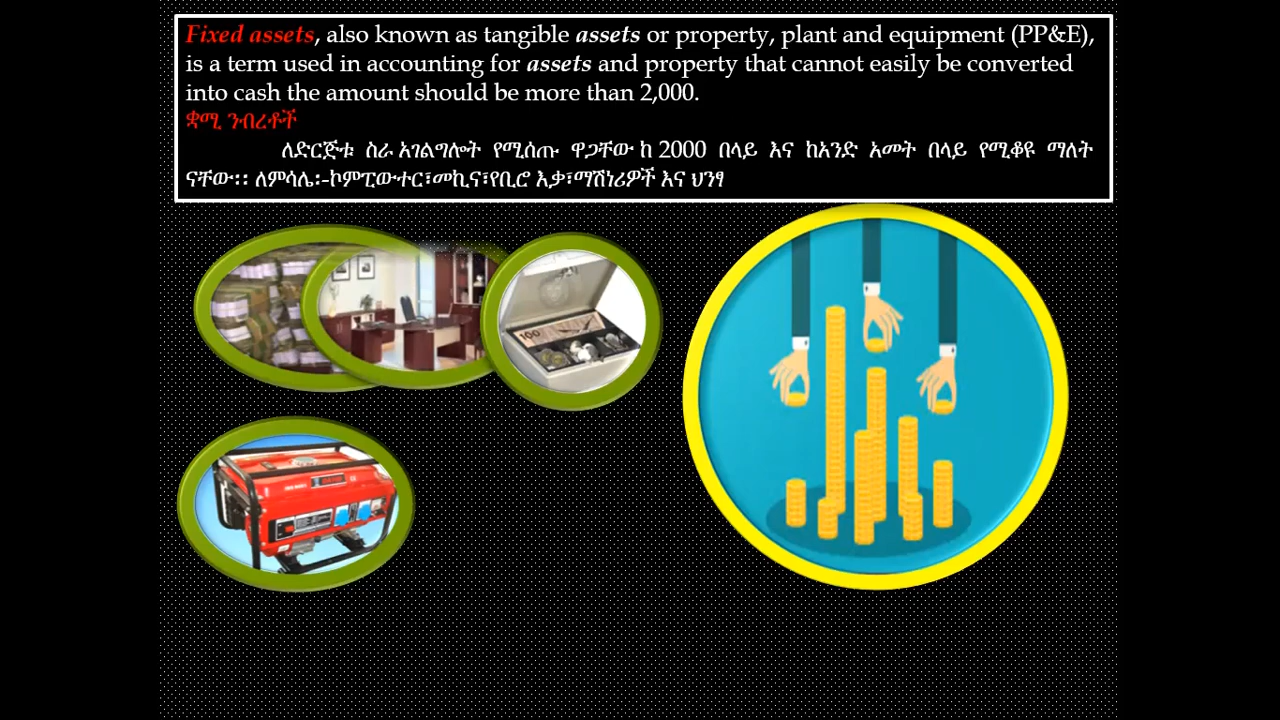 Fixed assets, also known as tangible assets or property, plant and equipment (PP&E),
is a term used in accounting for assets and property that cannot easily be converted
into cash the amount should be more than 2,000.
ቋሚ ንብረቶች
ለድርጅቱ ስራ አገልግሎት የሚሰጡ ዋጋቸው ከ 2000 በላይ እና ከአንድ አመት በላይ የሚቆዩ ማለት
ናቸው፡፡ ለምሳሌ፡-ኮምፒውተር፣መኪና፣የቢሮ እቃ፣ማሽነሪዎች እና ህንፃ
100